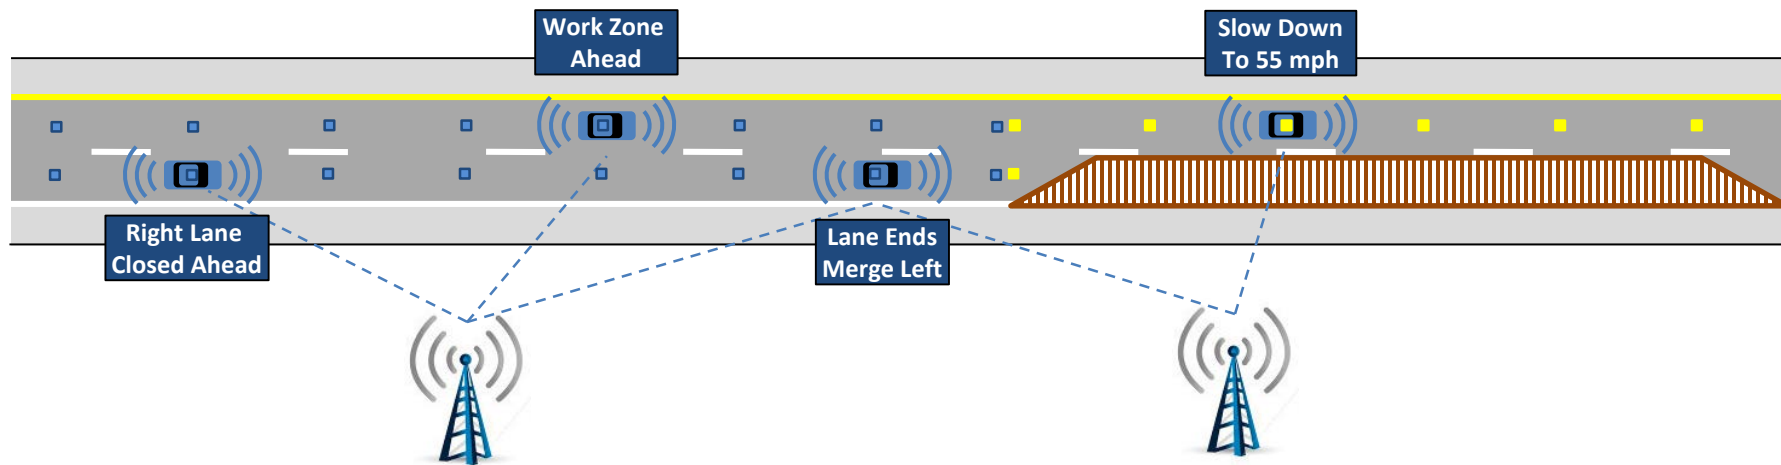 Work Zone
Ahead
Slow Down
To 55 mph
Right Lane
Closed Ahead
Lane Ends
Merge Left